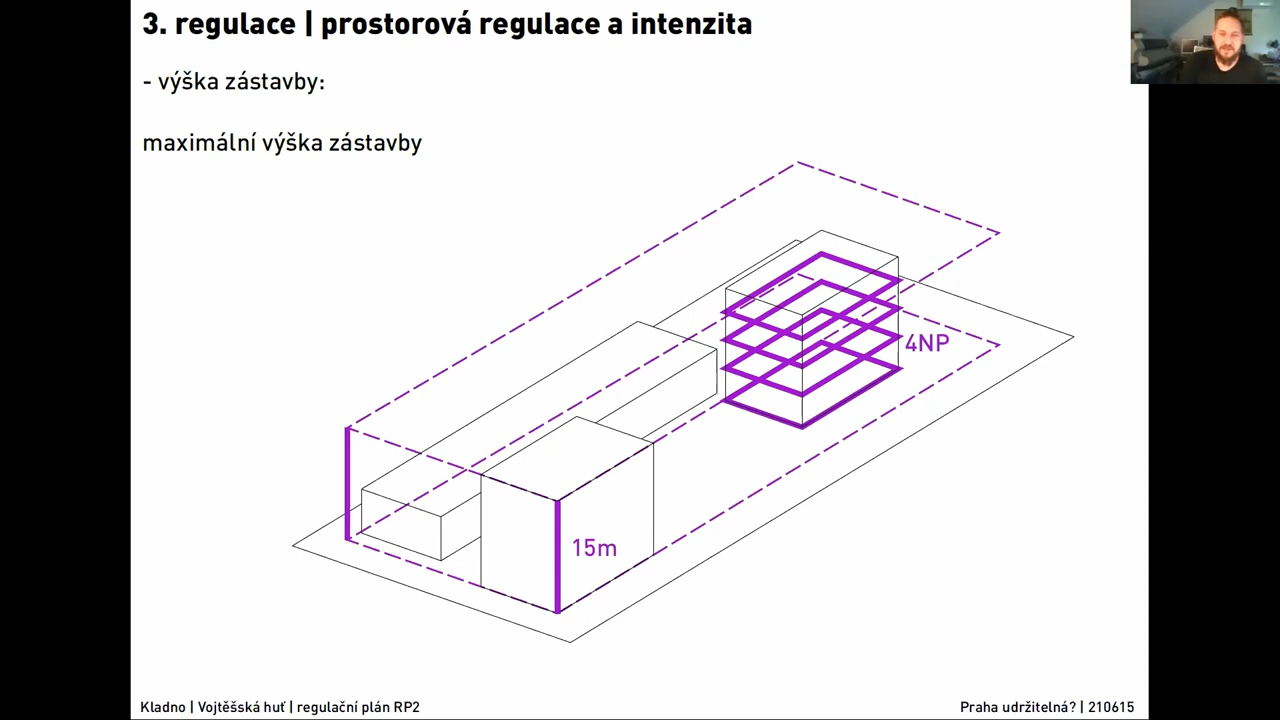 3. regulace | prostorová regulace a intenzita
- výška zástavby:
maximální výška zástavby
4NP
15m
Kladno | Vojtěšská huť | regulační plán RP2
Praha udržitelná? | 210615